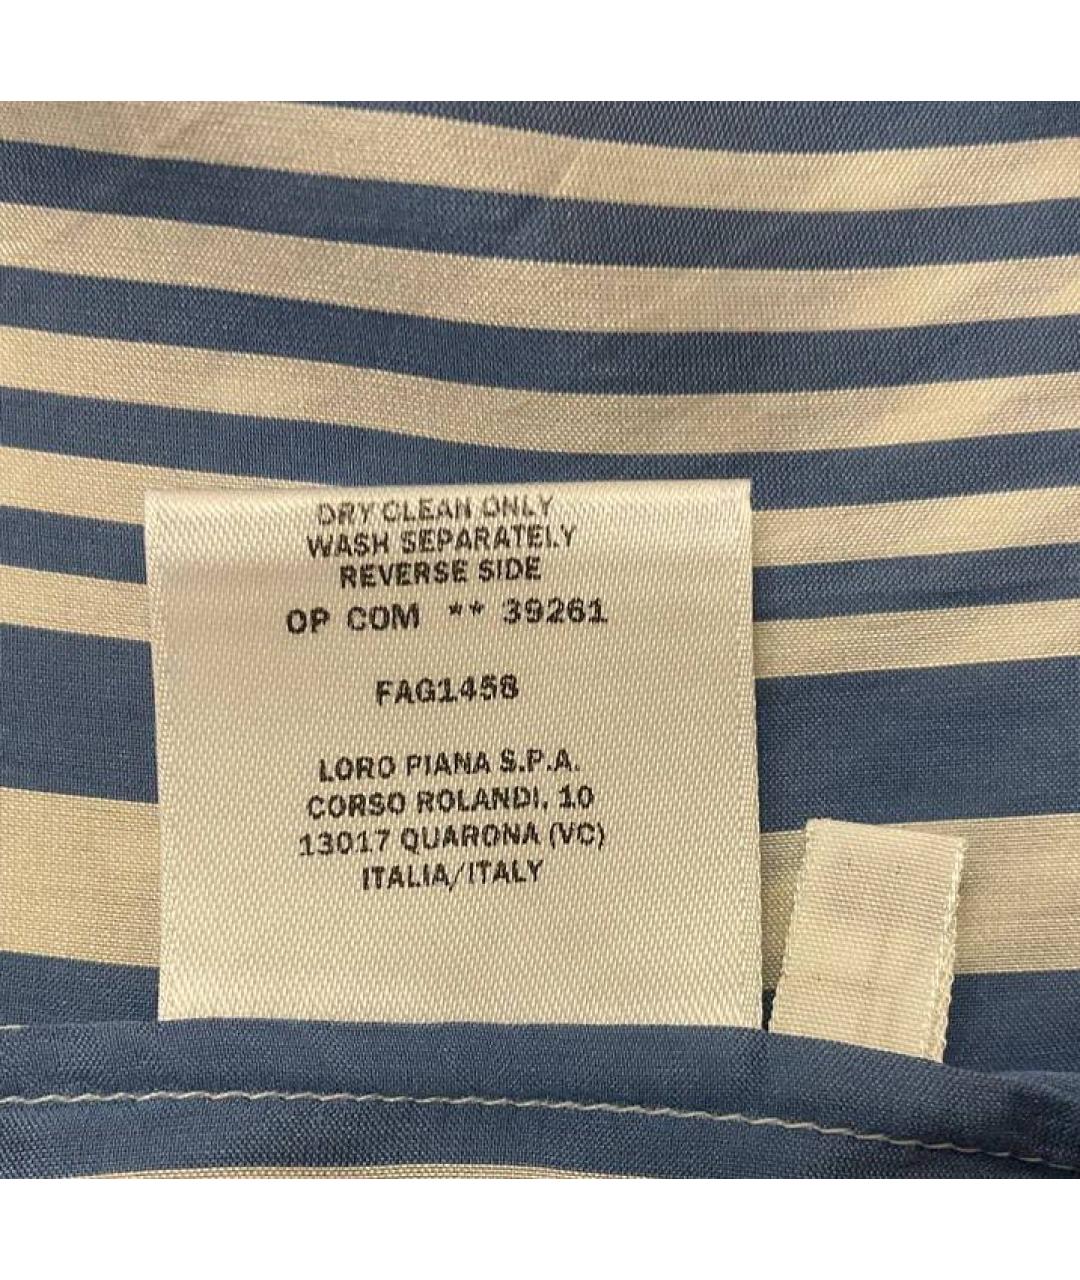 DRY CLEAN ONLY
WASH SEPARATELY
REVERSE SIDE
OP COM ** 39261
FAG1458
LORO PIANA S.P.A.
CORSO ROLANDI, 10
13017 QUARONA (VC)
ITALIA/ITALY